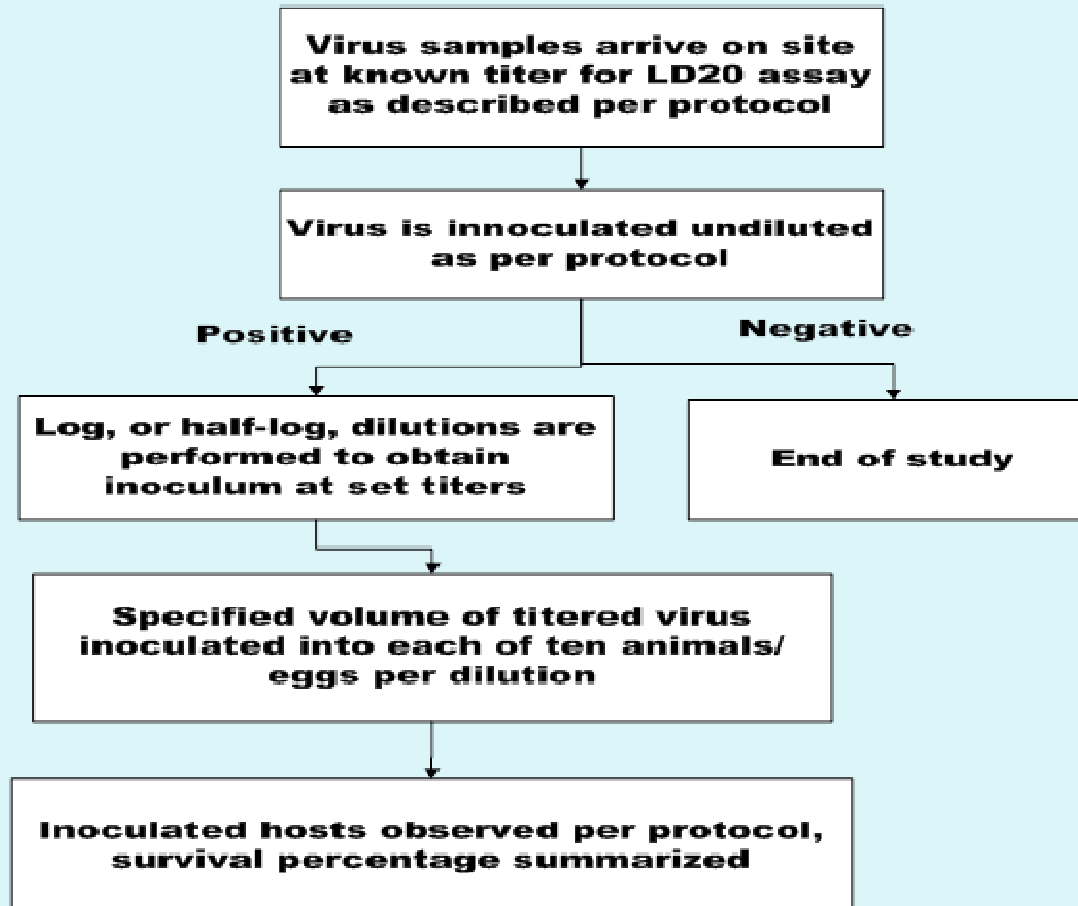 Virus samples arrive on site
at known titer for LD20 assay
as described per protocol
Virus is innoculated undiluted
as per protocol
Positive
Negative
Log, or half-log, dilutions are
performed to obtain
inoculum at set titers
End of study
Specified volume of titered virus
inoculated into each of ten animals/
eggs per dilution
Inoculated hosts observed per protocol,
survival percentage summarized